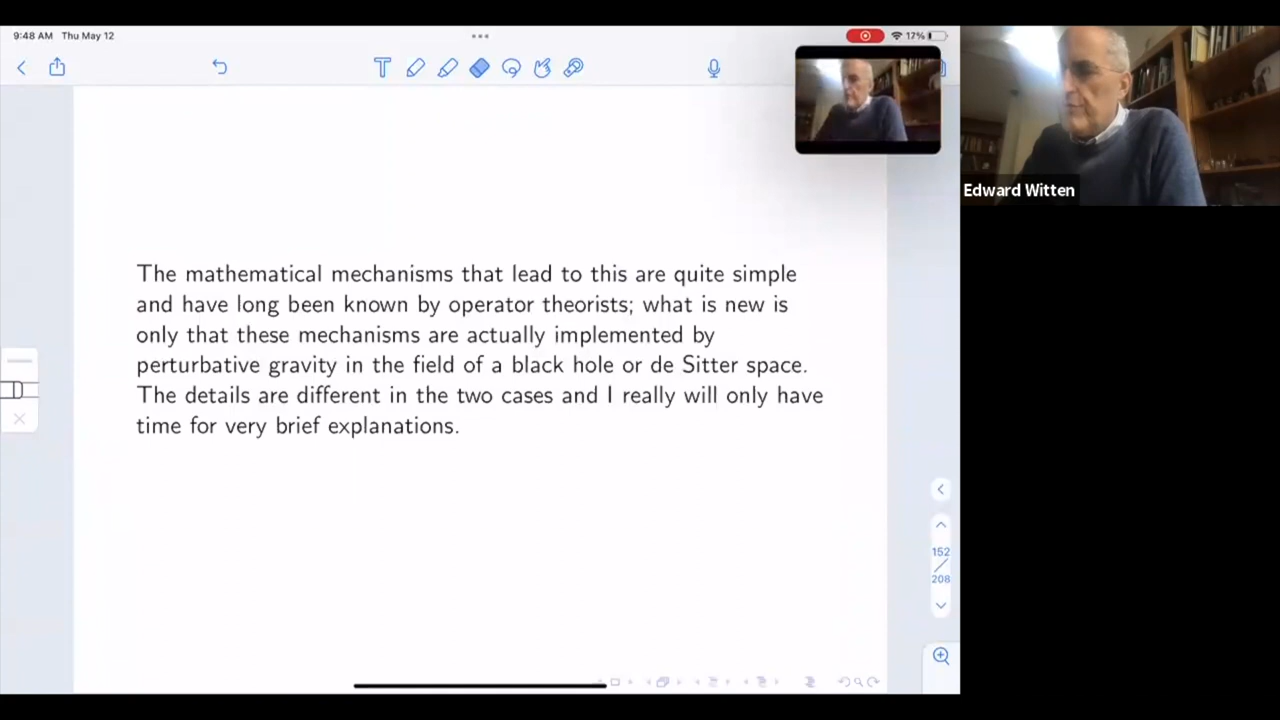 9:48 AM Thu May 12
17%
T
Edward Witten
The mathematical mechanisms that lead to this are quite simple
and have long been known by operator theorists; what is new is
only that these mechanisms are actually implemented by
perturbative gravity in the field of a black hole or de Sitter space.
The details are different in the two cases and I really will only have
time for very brief explanations.
152
208